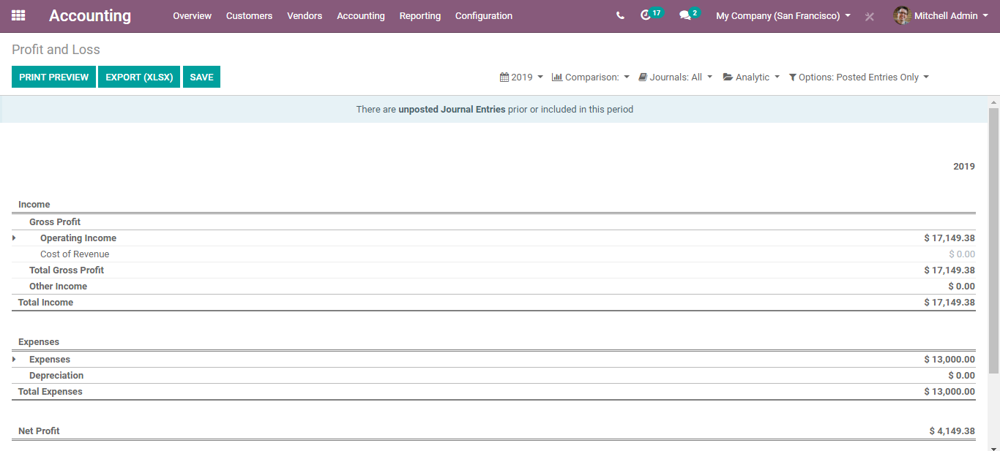 Accounting Overview Customers Vendors Accounting Reporting Configuration 17 2 My Company (San Francisco) Mitchell Admin
Profit and Loss
PRINT PREVIEW EXPORT (XLSX) SAVE 2019 Comparison: Journals: All Analytic Options: Posted Entries Only
There are unposted Journal Entries prior or included in this period
2019
Income
Gross Profit
Operating Income $ 17,149.38
Cost of Revenue $ 0.00
Total Gross Profit $ 17,149.38
Other Income $ 0.00
Total Income $ 17,149.38
Expenses
Expenses $ 13,000.00
Depreciation $ 0.00
Total Expenses $ 13,000.00
Net Profit $ 4,149.38